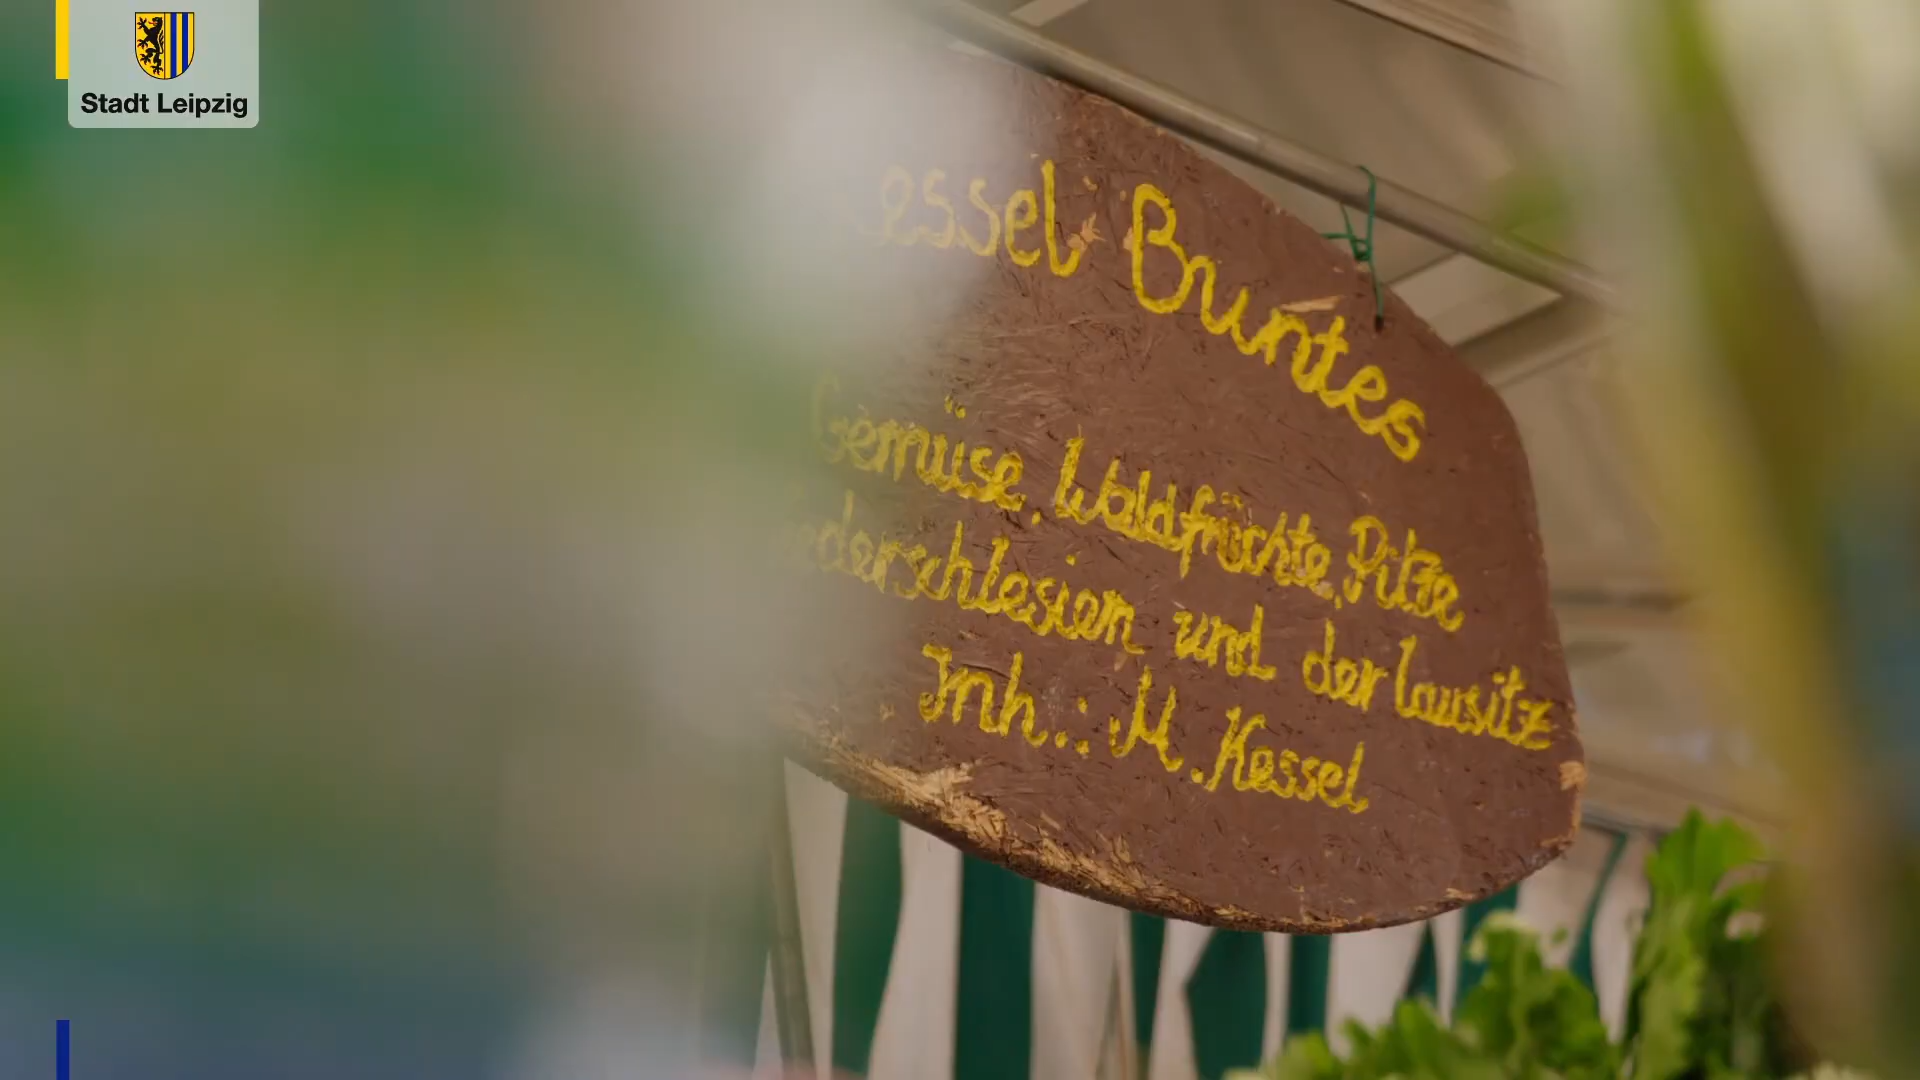 Stadt Leipzig
essel Buntes
Gemüse, Waldfrüchte, Pilze
derschlesien und der Lausitz
Inh.: M. Kessel